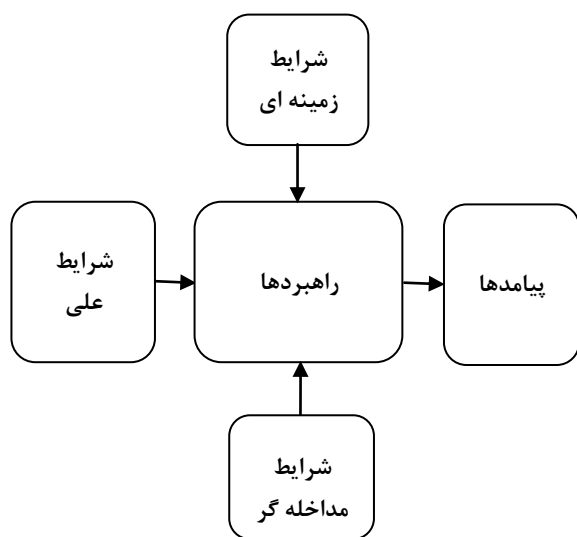 شرایط
زمینه ای
شرایط
علی
راهبردها
پیامدها
شرایط
مداخله گر